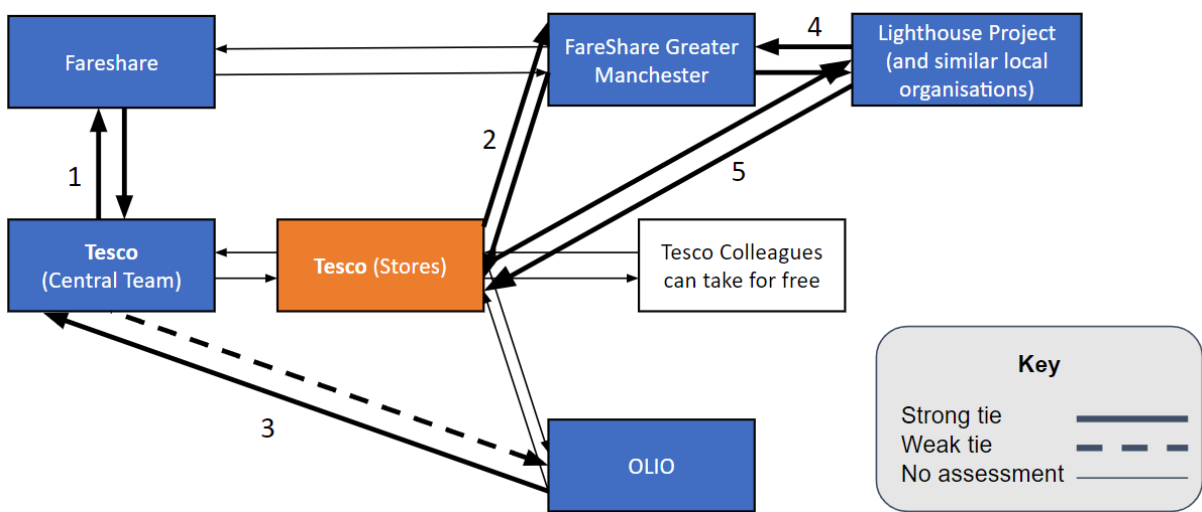 Fareshare
FareShare Greater
Manchester
4
Lighthouse Project
(and similar local
organisations)
1
2
5
Tesco
(Central Team)
Tesco (Stores)
Tesco Colleagues
can take for free
3
OLIO
Key
Strong tie
Weak tie
No assessment